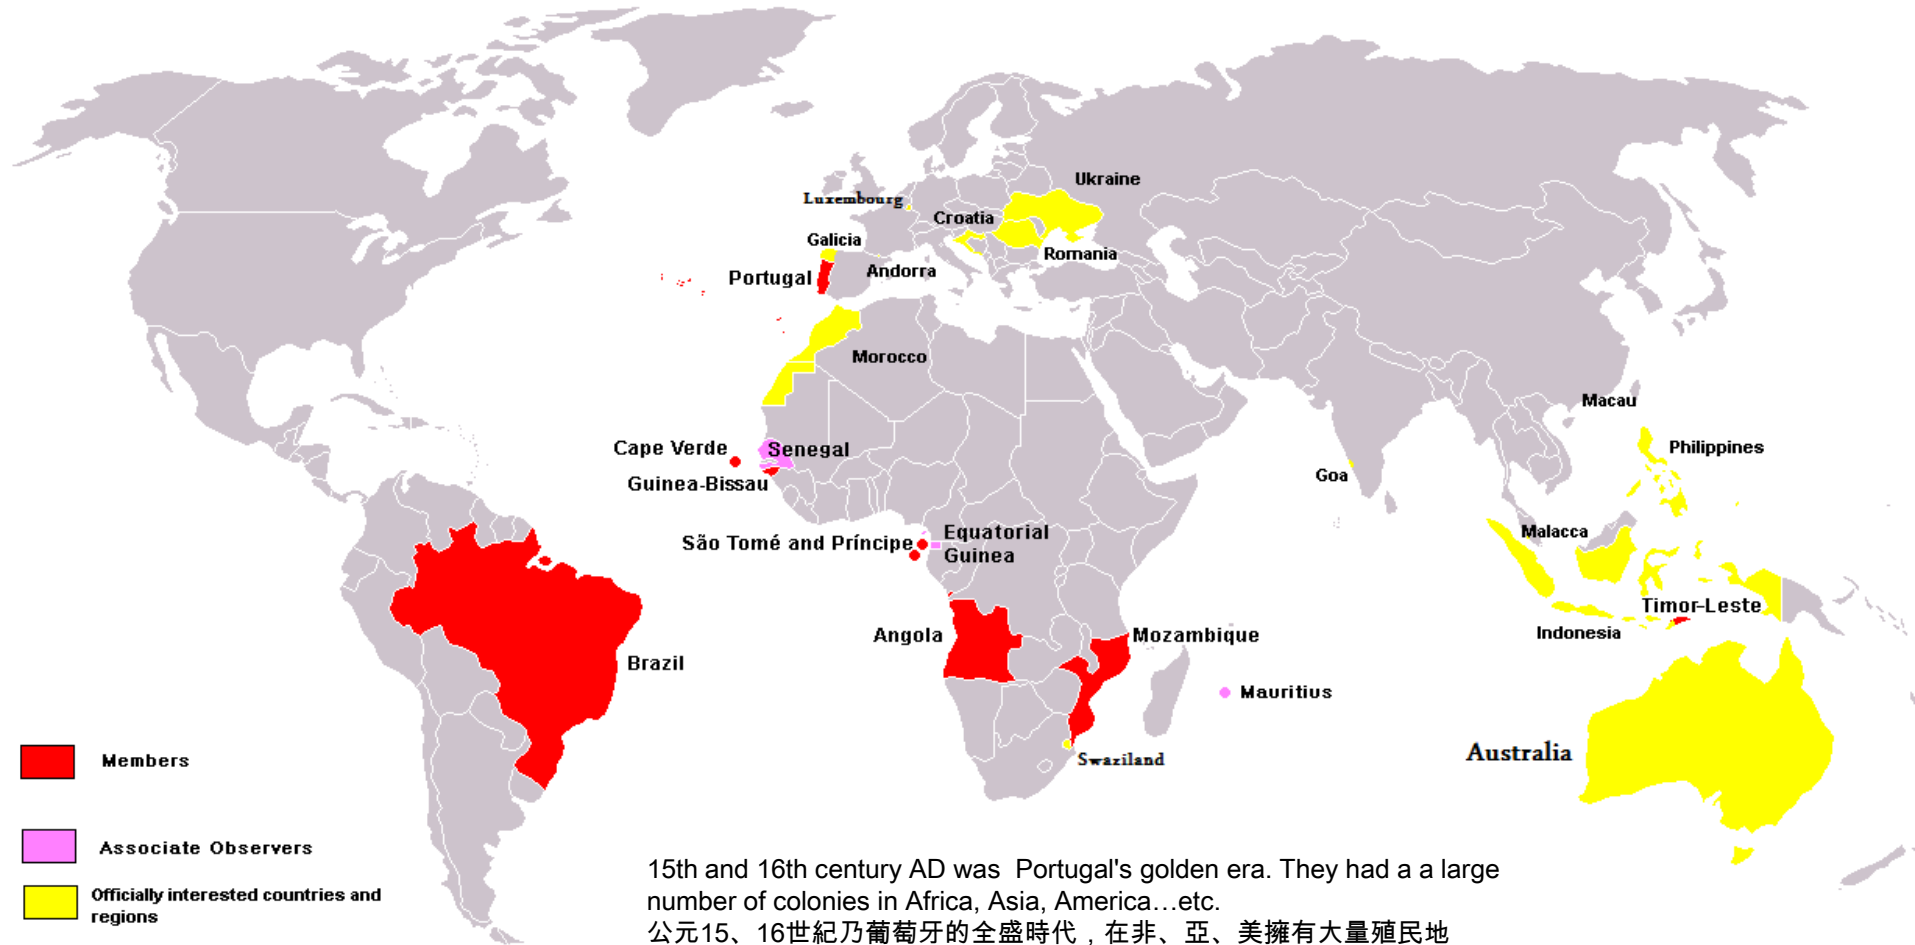 Ukraine
Luxembourg
Croatia
Galicia
Romania
Andorra
Portugal
Morocco
Macau
Cape Verde
Senegal
Philippines
Goa
Guinea-Bissau
Equatorial
Guinea
São Tomé and Príncipe
Malacca
Timor-Leste
Indonesia
Angola
Mozambique
Brazil
Mauritius
Australia
Swaziland
Members
Associate Observers
Officially interested countries and
regions
15th and 16th century AD was  Portugal's golden era. They had a a large
number of colonies in Africa, Asia, America…etc.
公元15、16世紀乃葡萄牙的全盛時代，在非、亞、美擁有大量殖民地